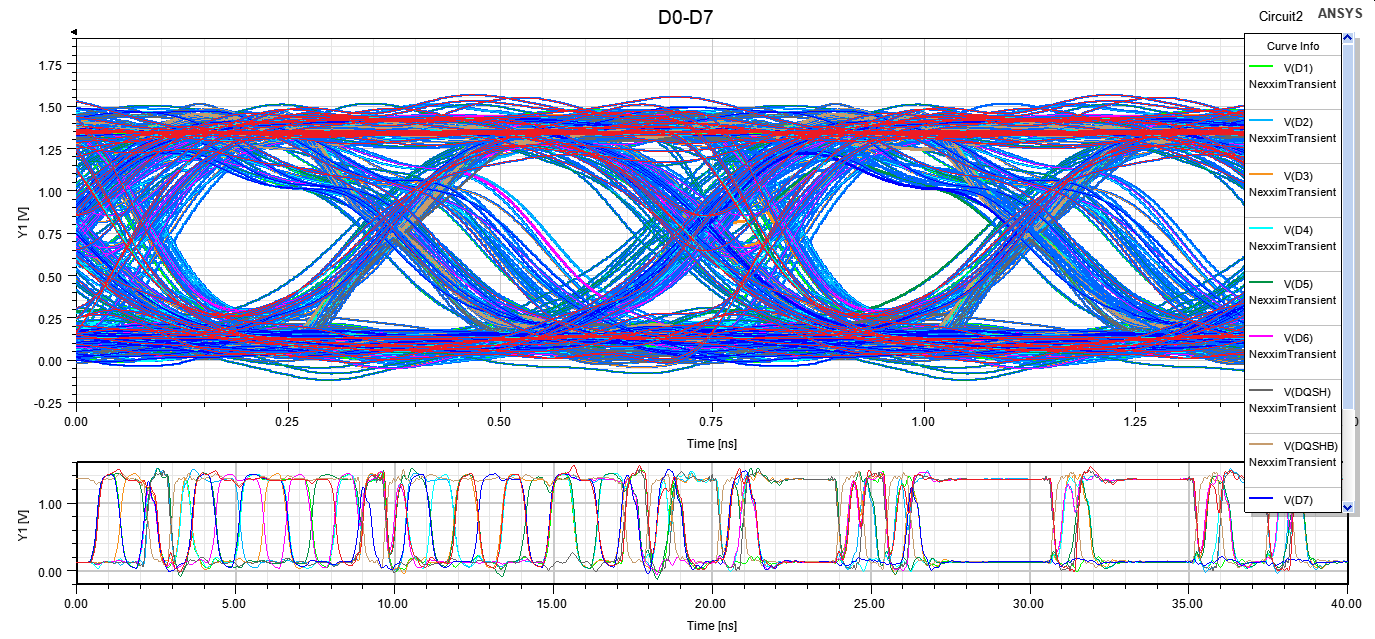 D0-D7
Circuit2
ANSYS
Curve Info
V(D1)
NexximTransient
V(D2)
NexximTransient
V(D3)
NexximTransient
V(D4)
NexximTransient
V(D5)
NexximTransient
V(D6)
NexximTransient
V(DQSH)
NexximTransient
V(DQSHB)
NexximTransient
V(D7)
Y1 [V]
1.75
1.50
1.25
1.00
0.75
0.50
0.25
0.00
-0.25
0.00 0.25 0.50 0.75 1.00 1.25 0
Time [ns]
Y1 [V]
1.00
0.00
0.00 5.00 10.00 15.00 20.00 25.00 30.00 35.00 40.00
Time [ns]